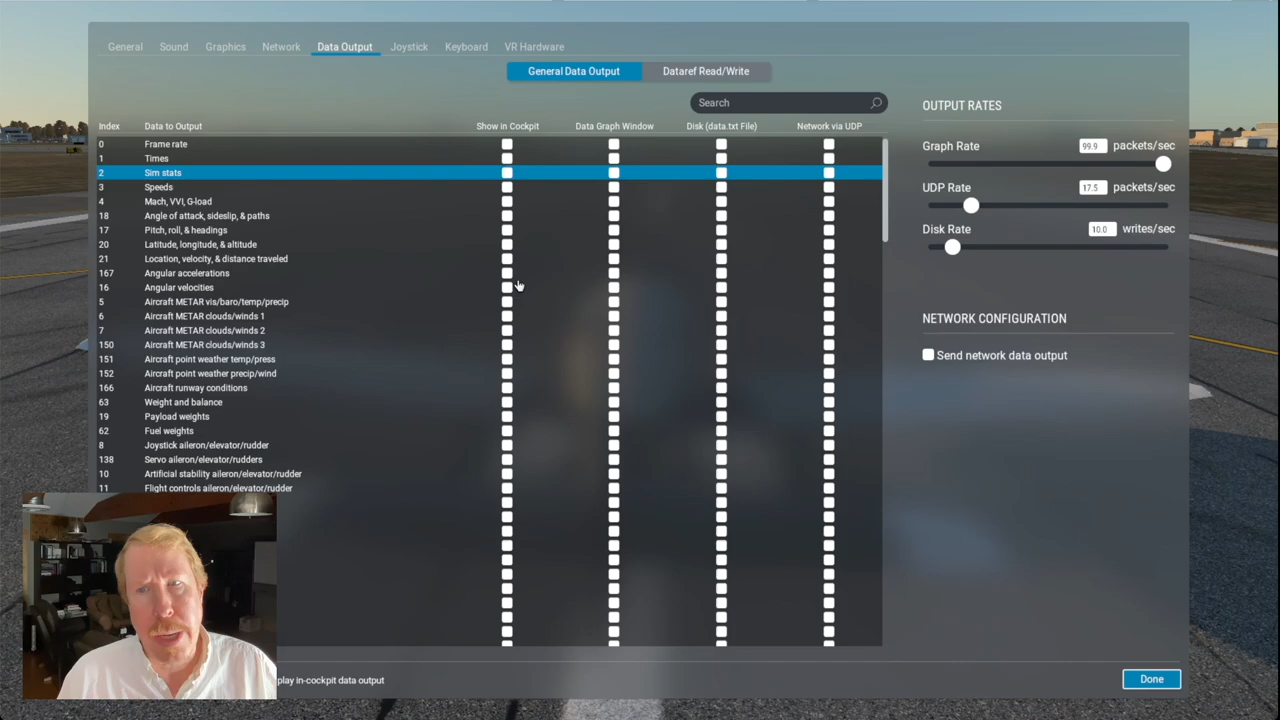 General Sound Graphics Network Data Output Joystick Keyboard VR Hardware
General Data Output Dataref Read/Write
Search
Index Data to Output Show in Cockpit Data Graph Window Disk (data.txt File) Network via UDP
0 Frame rate
1 Times
2 Sim stats
3 Speeds
4 Mach, VVI, G-load
18 Angle of attack, sideslip, & paths
17 Pitch, roll, & headings
20 Latitude, longitude, & altitude
21 Location, velocity, & distance traveled
167 Angular accelerations
16 Angular velocities
5 Aircraft METAR vis/baro/temp/precip
6 Aircraft METAR clouds/winds 1
7 Aircraft METAR clouds/winds 2
150 Aircraft METAR clouds/winds 3
151 Aircraft point weather temp/press
152 Aircraft point weather precip/wind
166 Aircraft runway conditions
63 Weight and balance
19 Payload weights
62 Fuel weights
8 Joystick aileron/elevator/rudder
138 Servo aileron/elevator/rudders
10 Artificial stability aileron/elevator/rudder
11 Flight controls aileron/elevator/rudder
play in-cockpit data output
OUTPUT RATES
Graph Rate 99.9 packets/sec
UDP Rate 17.5 packets/sec
Disk Rate 10.0 writes/sec
NETWORK CONFIGURATION
Send network data output
Done